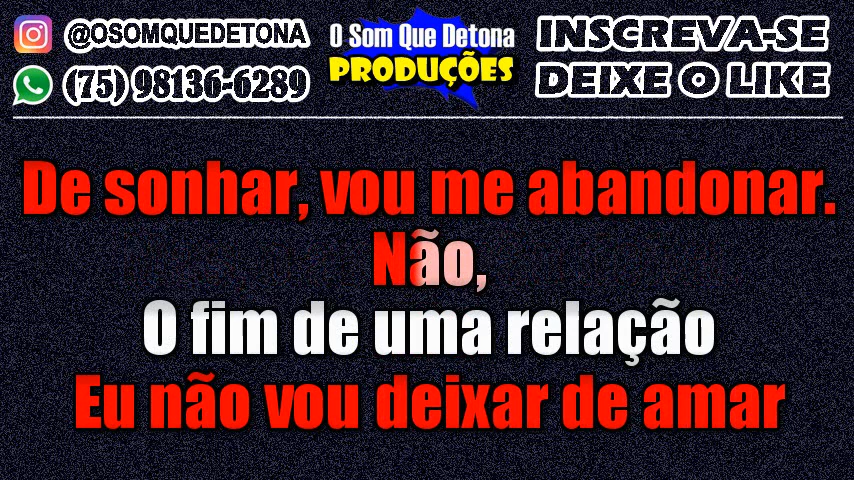 @OSOMQUEDETONA
(75) 98136-6289
O Som Que Detona
PRODUÇÕES
INSCREVA-SE
DEIXE O LIKE
De sonhar, vou me abandonar.
Não,
O fim de uma relação
Eu não vou deixar de amar